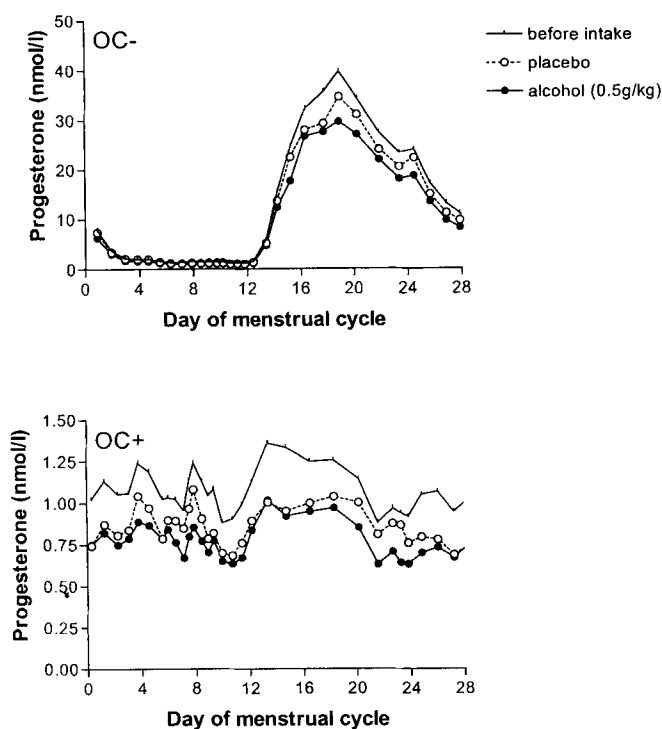 OC-
Progesterone (nmol/l)
50
40
30
20
10
0
0 4 8 12 16 20 24 28
Day of menstrual cycle
before intake
placebo
alcohol (0.5g/kg)
OC+
Progesterone (nmol/l)
1.50
1.25
1.00
0.75
0.50
0.25
0.00
0 4 8 12 16 20 24 28
Day of menstrual cycle